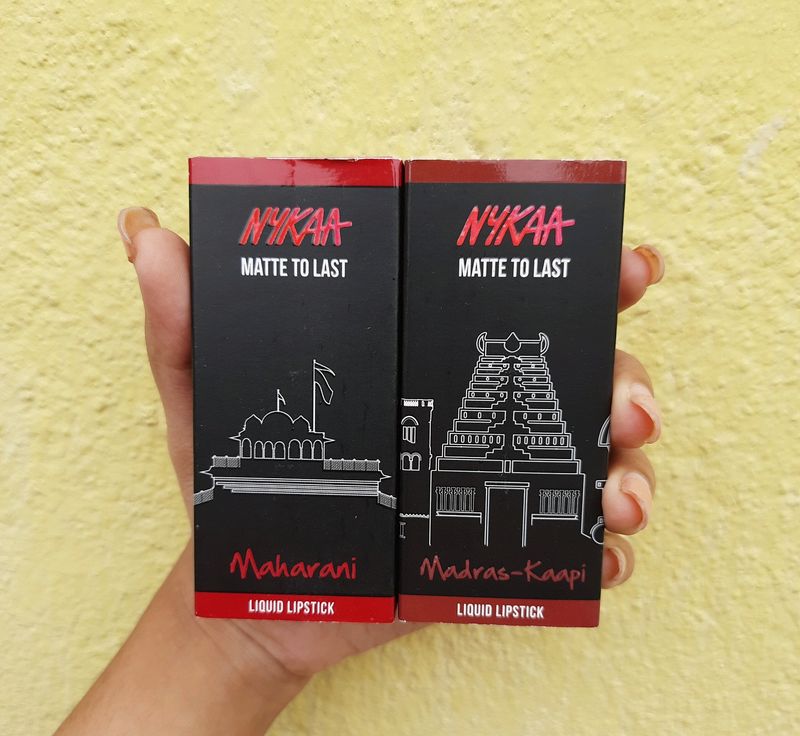 NYKAA
MATTE TO LAST
Maharani
LIQUID LIPSTICK
NYKAA
MATTE TO LAST
Madras-Kaapi
LIQUID LIPSTICK